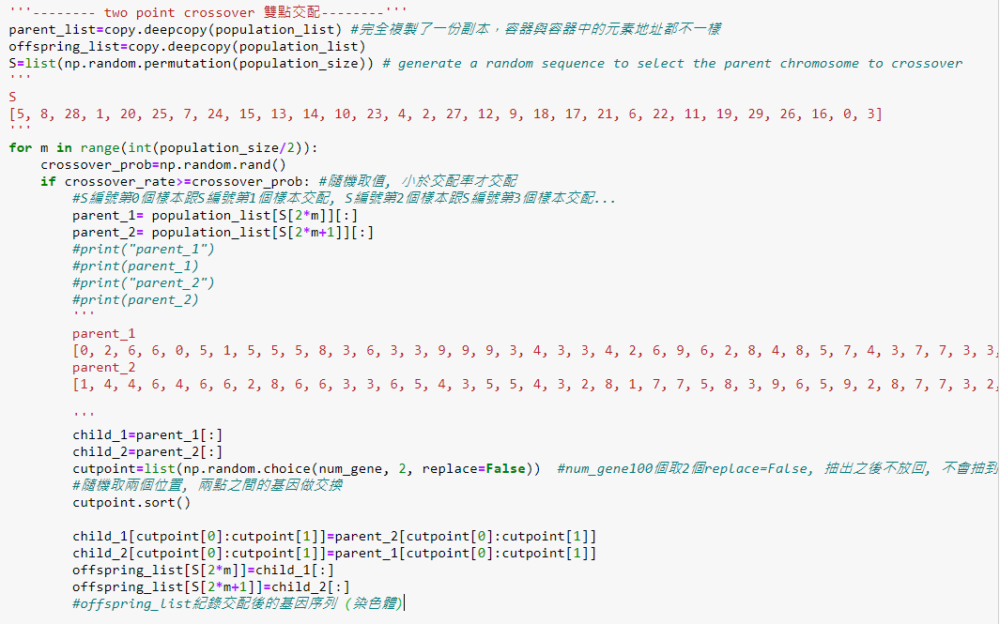 '''-------- two point crossover 雙點交配--------'''
parent_list=copy.deepcopy(population_list) #完全複製了一份副本，容器與容器中的元素地址都不一樣
offspring_list=copy.deepcopy(population_list)
S=list(np.random.permutation(population_size)) # generate a random sequence to select the parent chromosome to crossover
'''
S
[5, 8, 28, 1, 20, 25, 7, 24, 15, 13, 14, 10, 23, 4, 2, 27, 12, 9, 18, 17, 21, 6, 22, 11, 19, 29, 26, 16, 0, 3]
'''
for m in range(int(population_size/2)):
    crossover_prob=np.random.rand()
    if crossover_rate>=crossover_prob: #隨機取值, 小於交配率才交配
        #S編號第0個樣本跟S編號第1個樣本交配, S編號第2個樣本跟S編號第3個樣本交配...
        parent_1= population_list[S[2*m]][:]
        parent_2= population_list[S[2*m+1]][:]
        #print("parent_1")
        #print(parent_1)
        #print("parent_2")
        #print(parent_2)
        '''
        parent_1
        [0, 2, 6, 6, 0, 5, 1, 5, 5, 5, 8, 3, 6, 3, 3, 9, 9, 9, 3, 4, 3, 3, 4, 2, 6, 9, 6, 2, 8, 4, 8, 5, 7, 4, 3, 7, 7, 3, 3,
        parent_2
        [1, 4, 4, 6, 4, 6, 6, 2, 8, 6, 6, 3, 3, 6, 5, 4, 3, 5, 5, 4, 3, 2, 8, 1, 7, 7, 5, 8, 3, 9, 6, 5, 9, 2, 8, 7, 7, 3, 2,
        '''
        child_1=parent_1[:]
        child_2=parent_2[:]
        cutpoint=list(np.random.choice(num_gene, 2, replace=False))  #num_gene100個取2個replace=False, 抽出之後不放回, 不會抽到
        #隨機取兩個位置, 兩點之間的基因做交換
        cutpoint.sort()
        child_1[cutpoint[0]:cutpoint[1]]=parent_2[cutpoint[0]:cutpoint[1]]
        child_2[cutpoint[0]:cutpoint[1]]=parent_1[cutpoint[0]:cutpoint[1]]
        offspring_list[S[2*m]]=child_1[:]
        offspring_list[S[2*m+1]]=child_2[:]
        #offspring_list紀錄交配後的基因序列 (染色體)